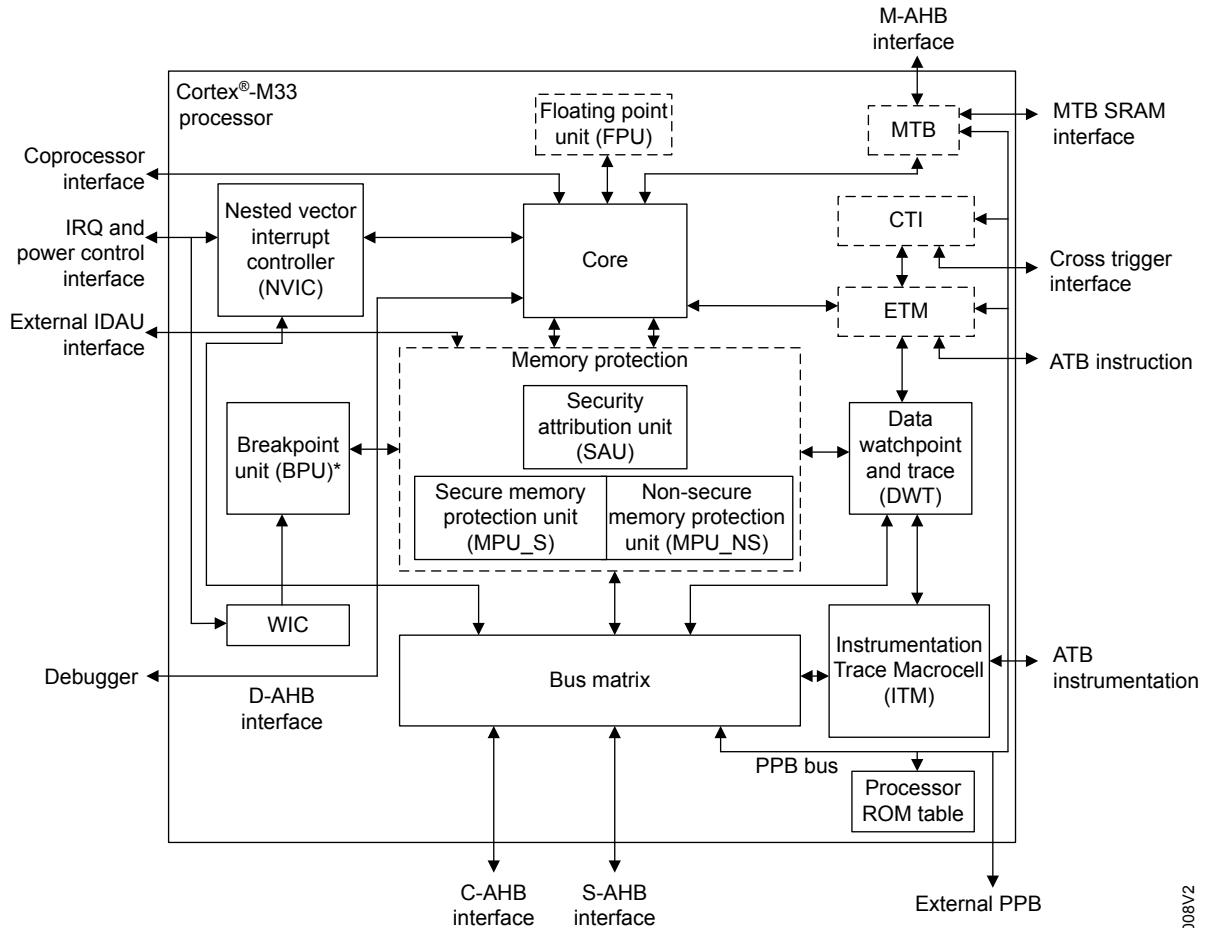 M-AHB
interface
Cortex®-M33
processor
Floating point
unit (FPU)
MTB
MTB SRAM
interface
Coprocessor
interface
Nested vector
interrupt
controller
(NVIC)
Core
CTI
IRQ and
power control
interface
Cross trigger
interface
ETM
External IDAU
interface
ATB instruction
Memory protection
Security
attribution unit
(SAU)
Breakpoint
unit (BPU)*
Data
watchpoint
and trace
(DWT)
Secure memory
protection unit
(MPU_S)
Non-secure
memory protection
unit (MPU_NS)
WIC
Bus matrix
Instrumentation
Trace Macrocell
(ITM)
ATB
instrumentation
Debugger
D-AHB
interface
PPB bus
Processor
ROM table
C-AHB
interface
S-AHB
interface
External PPB
008V2